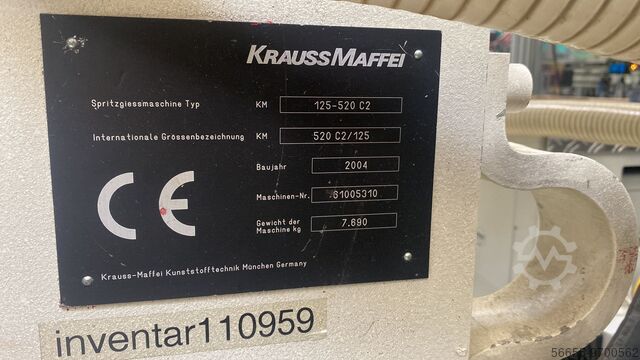 KRAUSSMAFFEI
Spritzgiessmaschine Typ KM 125-520 C2
Internationale Grössenbezeichnung KM 520 C2/125
Baujahr 2004
Maschinen-Nr. 61005310
Gewicht der Maschine kg 7.690
CE
Krauss-Maffei Kunststofftechnik München Germany
inventar110959